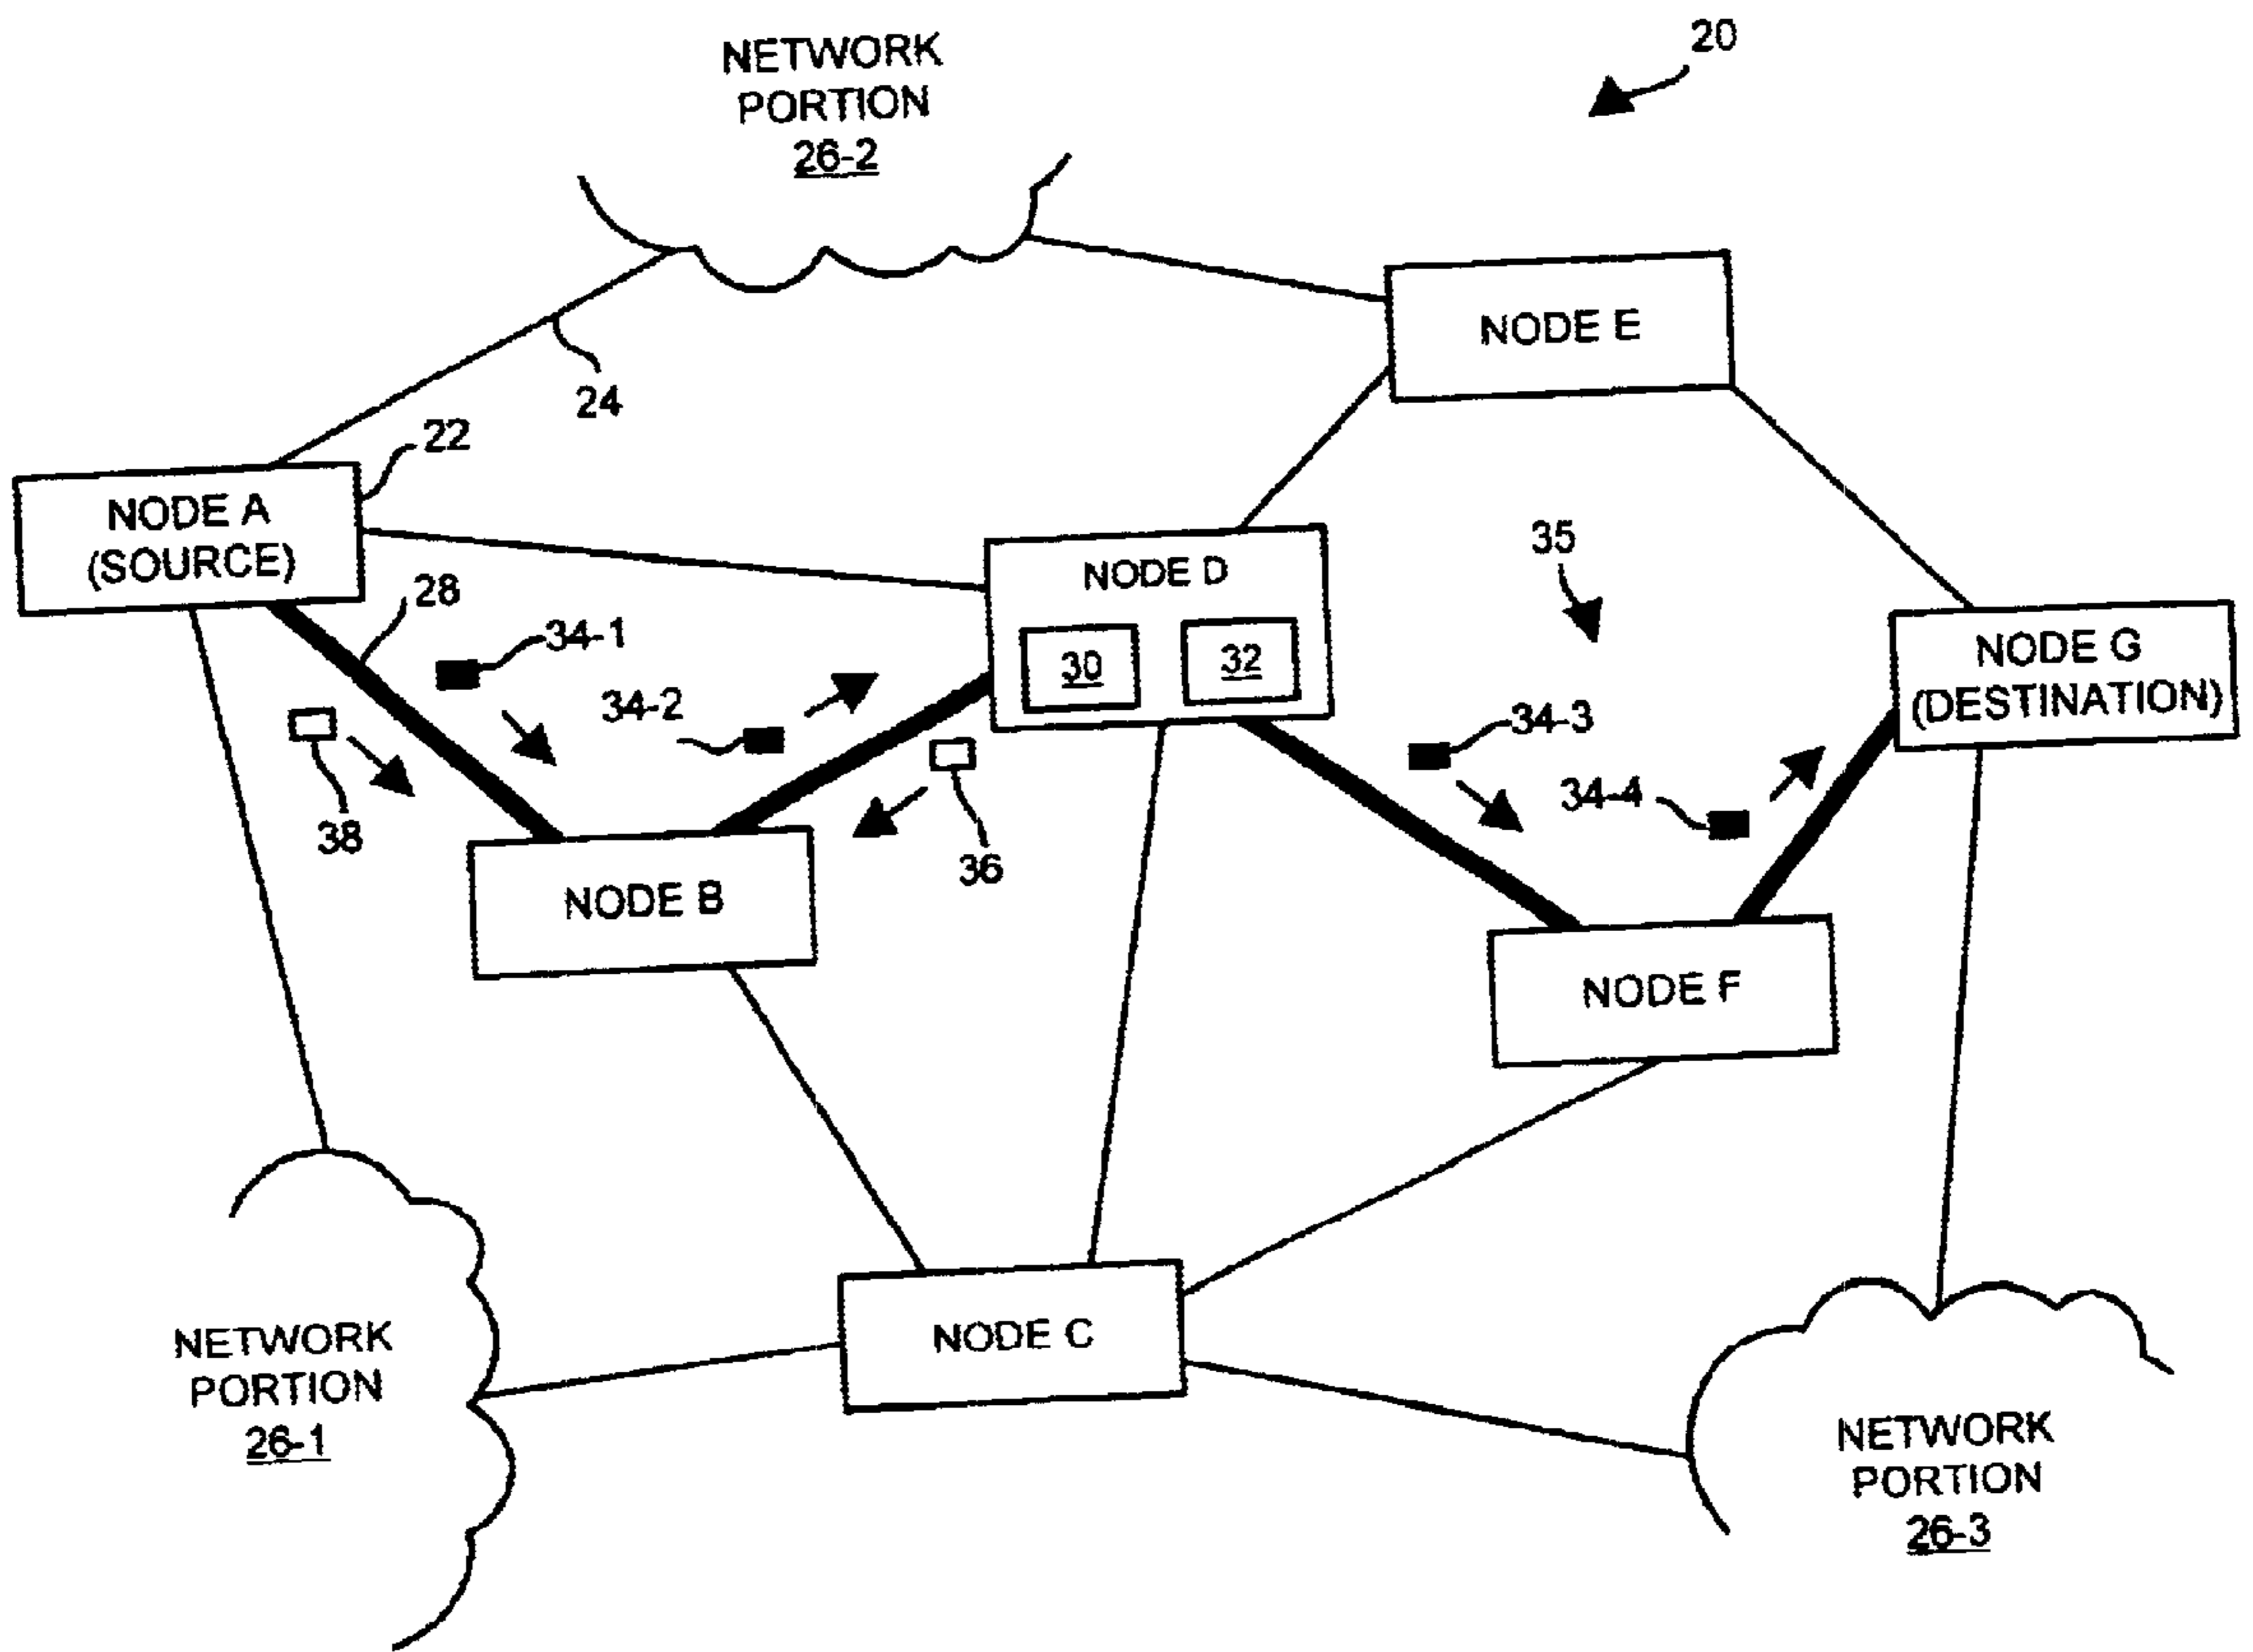 20
NETWORK
PORTION
26-2
24
NODE E
22
NODE A
(SOURCE)
28
34-1
34-2
38
NODE D
30
32
35
NODE G
(DESTINATION)
34-3
34-4
36
NODE B
NODE F
NODE C
NETWORK
PORTION
26-1
NETWORK
PORTION
26-3